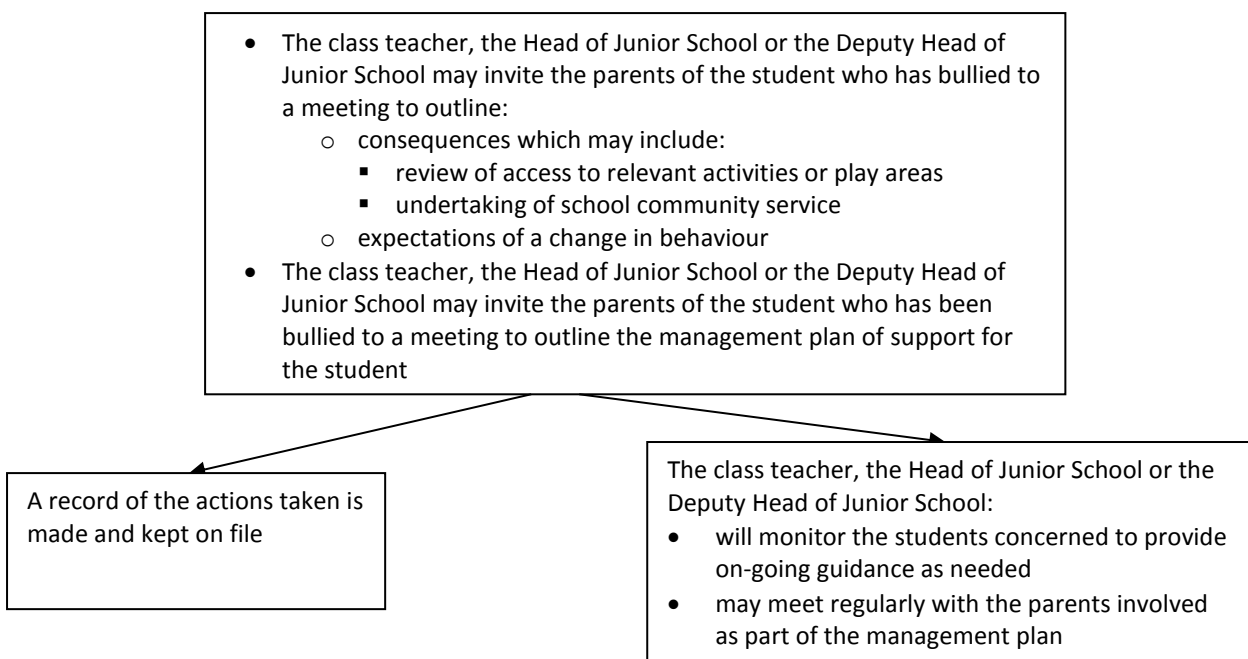 • The class teacher, the Head of Junior School or the Deputy Head of
Junior School may invite the parents of the student who has bullied to
a meeting to outline:
o consequences which may include:
▪ review of access to relevant activities or play areas
▪ undertaking of school community service
o expectations of a change in behaviour
• The class teacher, the Head of Junior School or the Deputy Head of
Junior School may invite the parents of the student who has been
bullied to a meeting to outline the management plan of support for
the student
A record of the actions taken is
made and kept on file
The class teacher, the Head of Junior School or the
Deputy Head of Junior School:
• will monitor the students concerned to provide
on-going guidance as needed
• may meet regularly with the parents involved
as part of the management plan